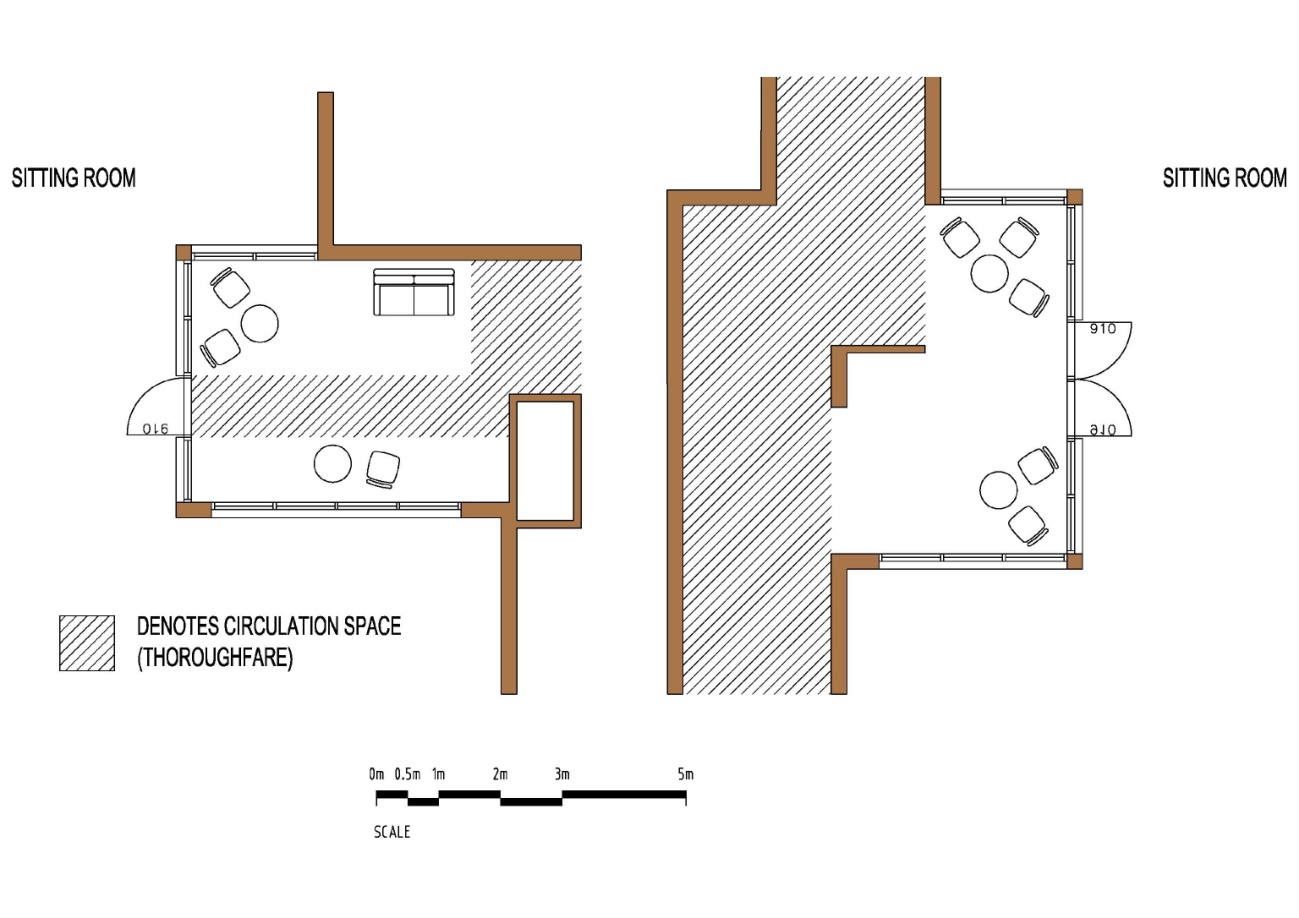 SITTING ROOM
SITTING ROOM
910
910
910
DENOTES CIRCULATION SPACE
(THOROUGHFARE)
0m 0.5m 1m 2m 3m 5m
SCALE